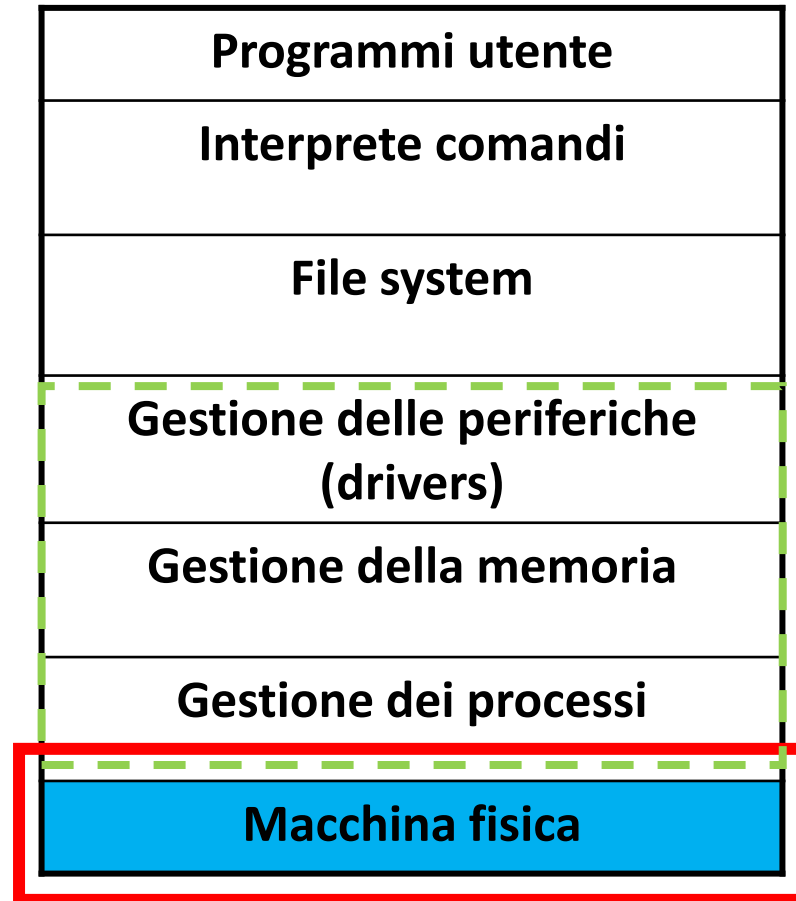 Programmi utente
Interprete comandi
File system
Gestione delle periferiche
(drivers)
Gestione della memoria
Gestione dei processi
Macchina fisica